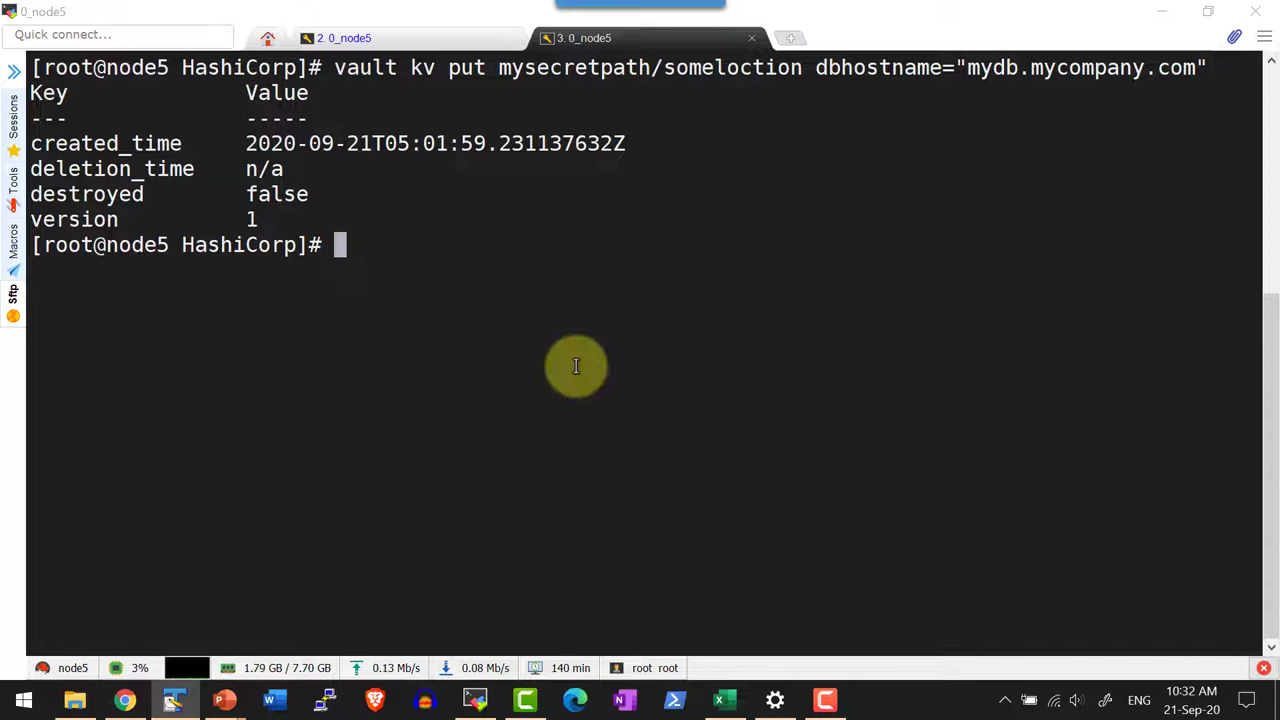 0_node5
Quick connect...
2. 0_node5
3. 0_node5
[root@node5 HashiCorp]# vault kv put mysecretpath/someloction dbhostname="mydb.mycompany.com"
Key Value
--- -----
created_time 2020-09-21T05:01:59.231137632Z
deletion_time n/a
destroyed false
version 1
[root@node5 HashiCorp]#
Sessions
Tools
Macros
Sftp
node5 3% 1.79 GB / 7.70 GB 0.13 Mb/s 0.08 Mb/s 140 min root root
ENG
10:32 AM
21-Sep-20